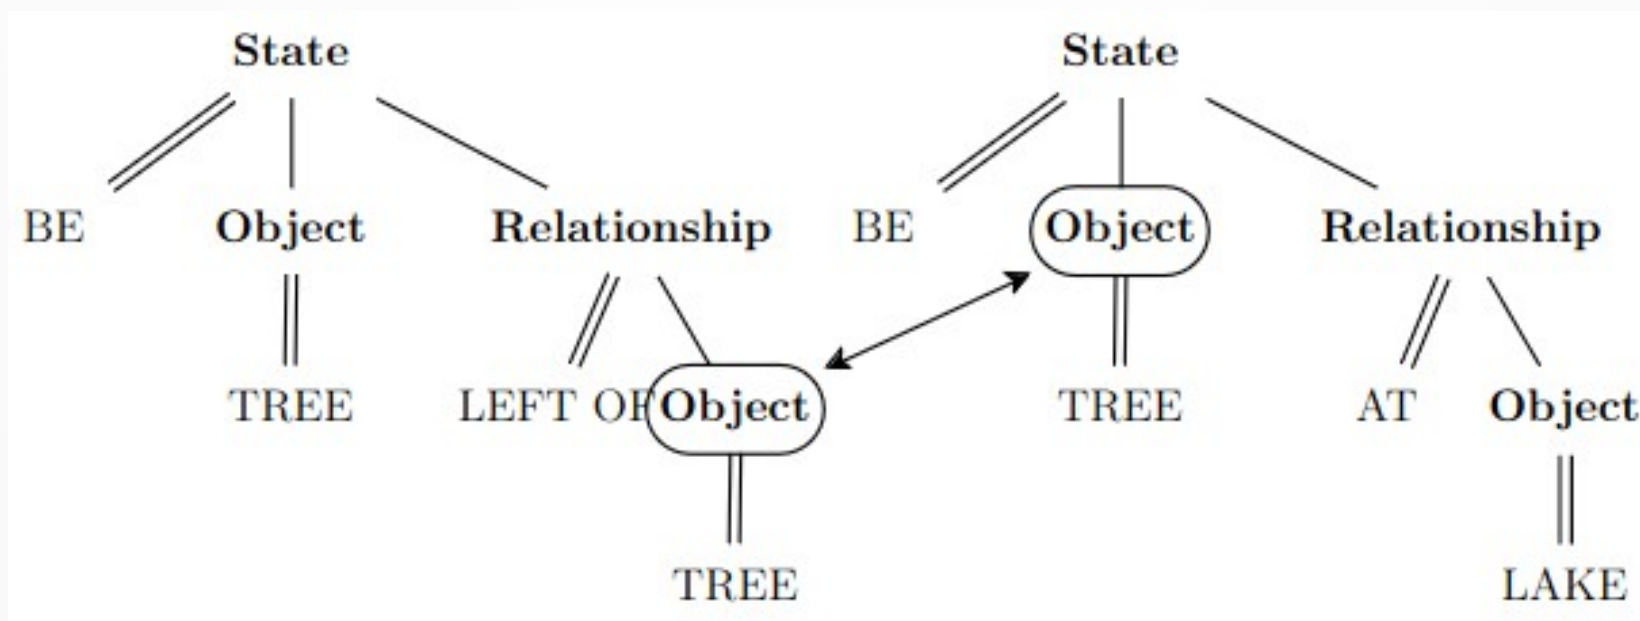 State State
BE Object Relationship BE Object Relationship
TREE LEFT OF Object TREE AT Object
TREE LAKE